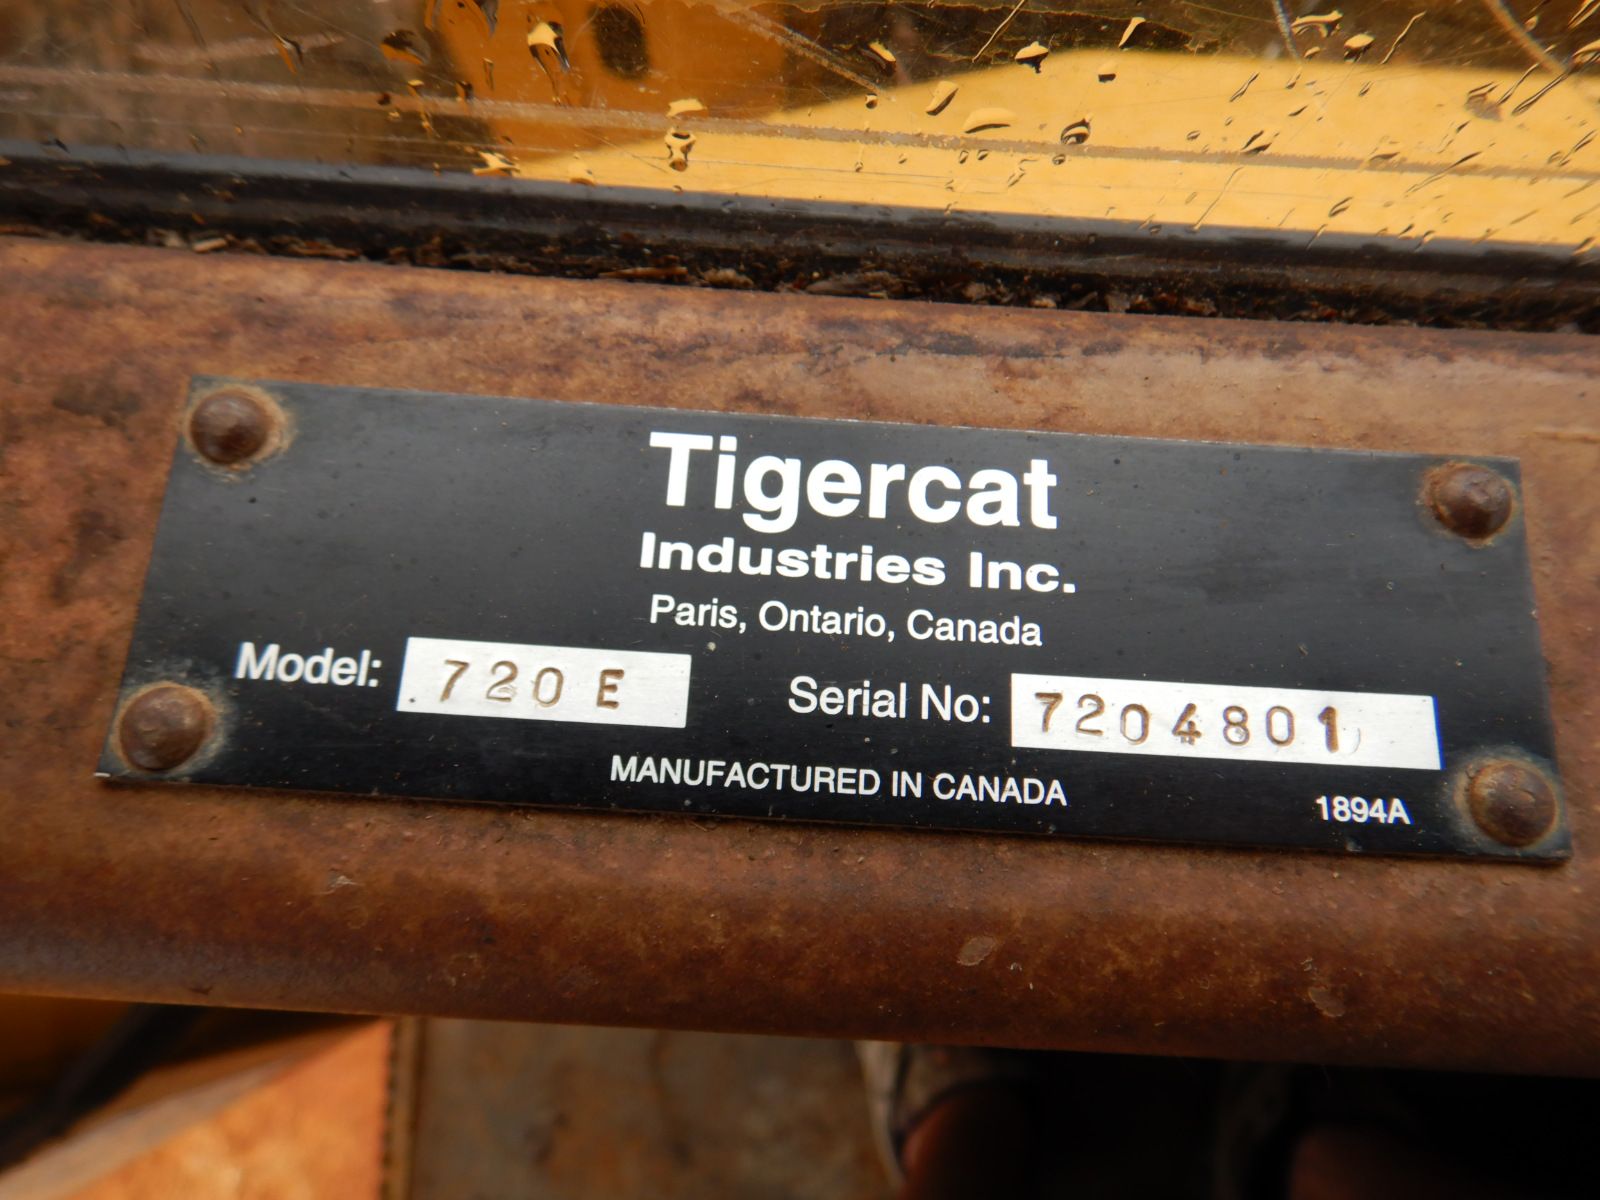 Tigercat
Industries Inc.
Paris, Ontario, Canada
Model: 720 E Serial No: 7204801
MANUFACTURED IN CANADA
1894A